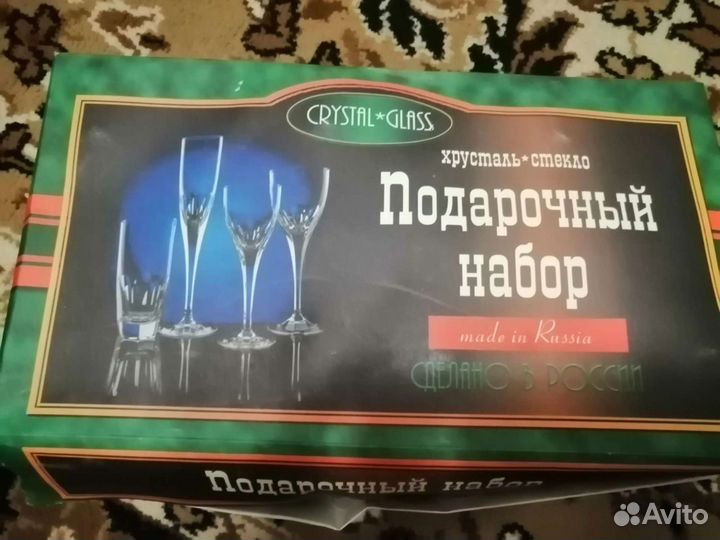 CRYSTAL*GLASS
хрусталь*стекло
Подарочный
набор
made in Russia
СДЕЛАНО В РОССИИ
Подарочный набор
Avito